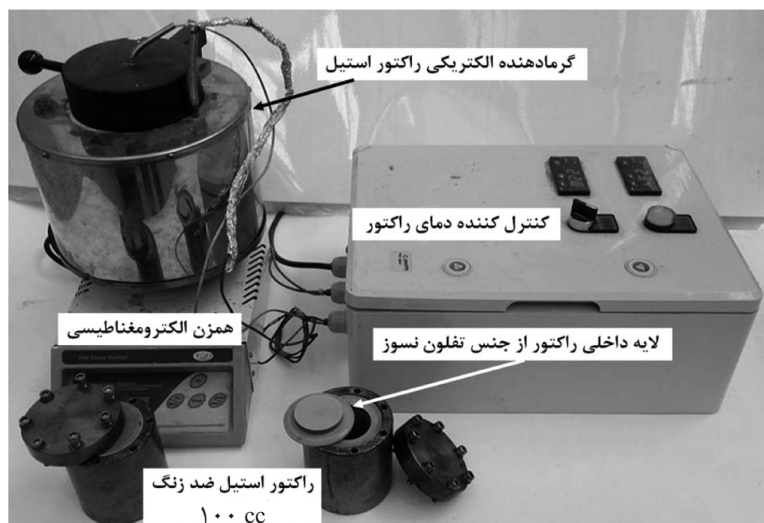 گرمادهنده الکتریکی راکتور استیل
کنترل کننده دمای راکتور
همزن الکترومغناطیسی
لایه داخلی راکتور از جنس تفلون نسوز
راکتور استیل ضد زنگ
۱۰۰ cc